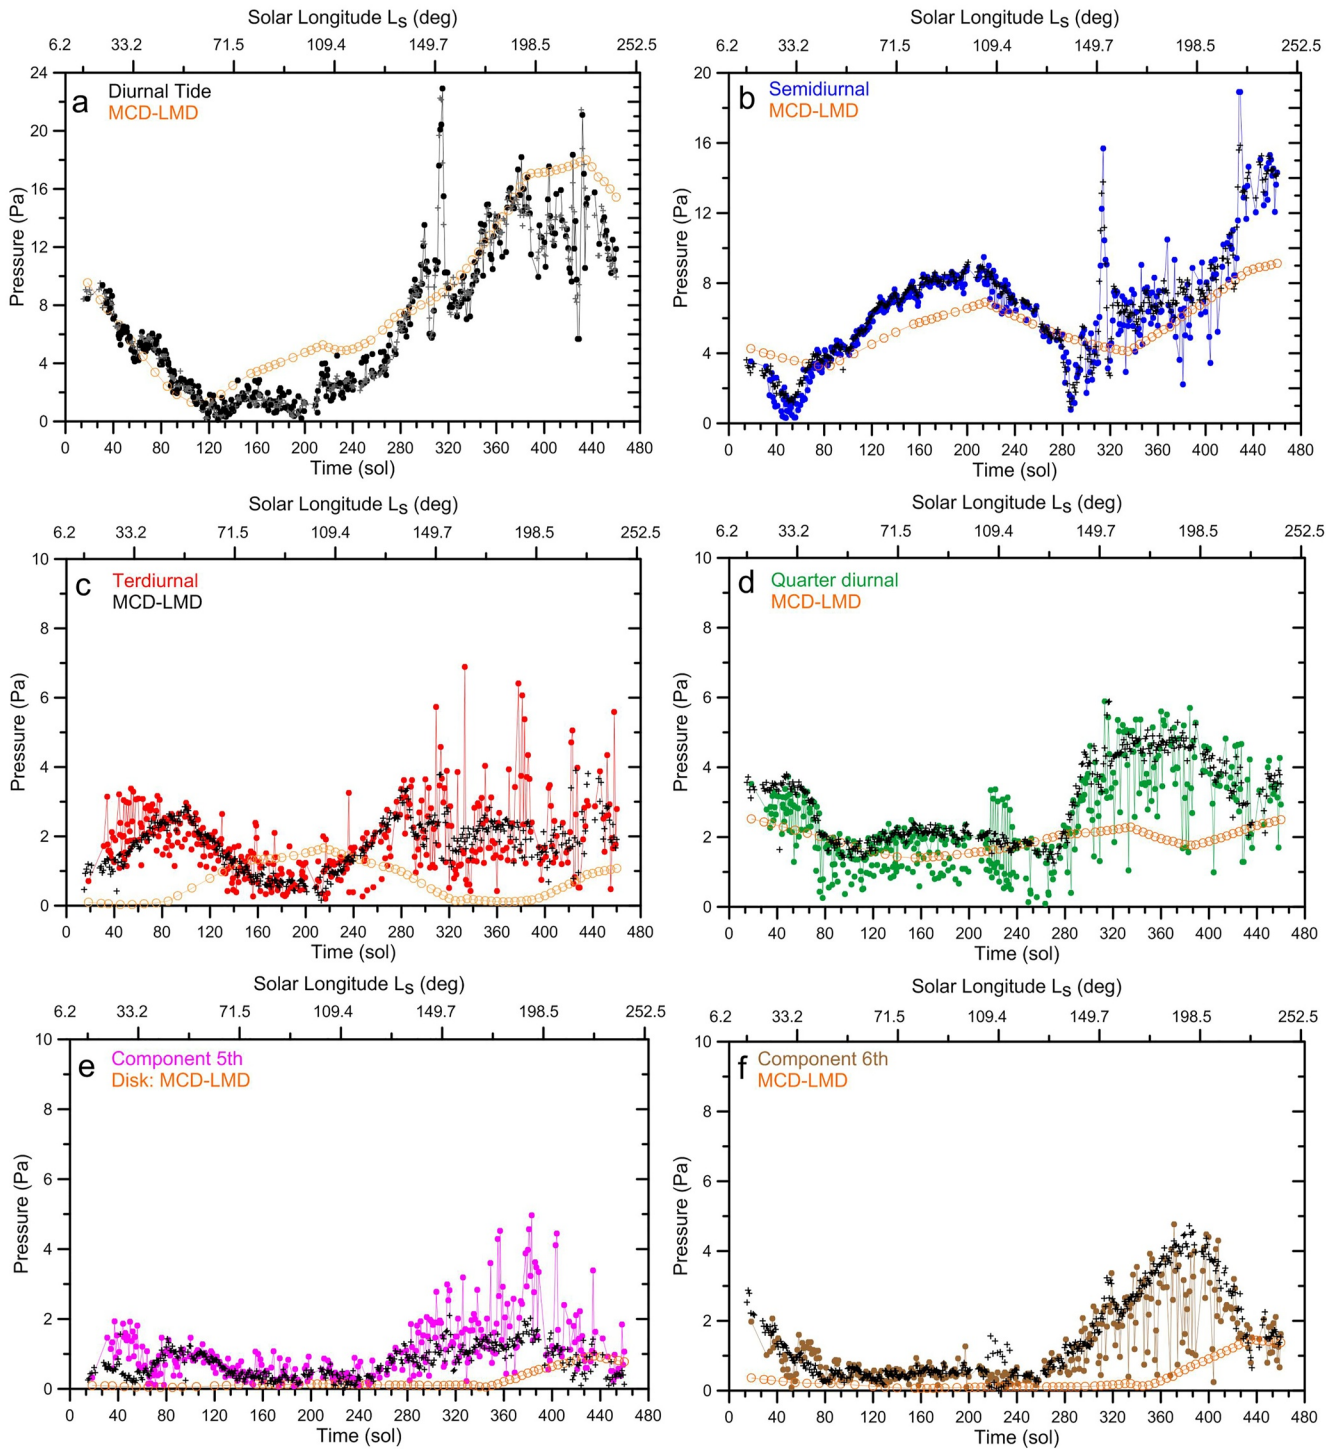 Solar Longitude LS (deg)
6.2 33.2 71.5 109.4 149.7 198.5 252.5
24
20
16
12
8
4
0
Pressure (Pa)
a
Diurnal Tide
MCD-LMD
0 40 80 120 160 200 240 280 320 360 400 440 480
Time (sol)
Solar Longitude LS (deg)
6.2 33.2 71.5 109.4 149.7 198.5 252.5
20
16
12
8
4
0
Pressure (Pa)
b
Semidiurnal
MCD-LMD
0 40 80 120 160 200 240 280 320 360 400 440 480
Time (sol)
Solar Longitude LS (deg)
6.2 33.2 71.5 109.4 149.7 198.5 252.5
10
8
6
4
2
0
Pressure (Pa)
c
Terdiurnal
MCD-LMD
0 40 80 120 160 200 240 280 320 360 400 440 480
Time (sol)
Solar Longitude LS (deg)
6.2 33.2 71.5 109.4 149.7 198.5 252.5
10
8
6
4
2
0
Pressure (Pa)
d
Quarter diurnal
MCD-LMD
0 40 80 120 160 200 240 280 320 360 400 440 480
Time (sol)
Solar Longitude LS (deg)
6.2 33.2 71.5 109.4 149.7 198.5 252.5
10
8
6
4
2
0
Pressure (Pa)
e
Component 5th
Disk: MCD-LMD
0 40 80 120 160 200 240 280 320 360 400 440 480
Time (sol)
Solar Longitude LS (deg)
6.2 33.2 71.5 109.4 149.7 198.5 252.5
10
8
6
4
2
0
Pressure (Pa)
f
Component 6th
MCD-LMD
0 40 80 120 160 200 240 280 320 360 400 440 480
Time (sol)